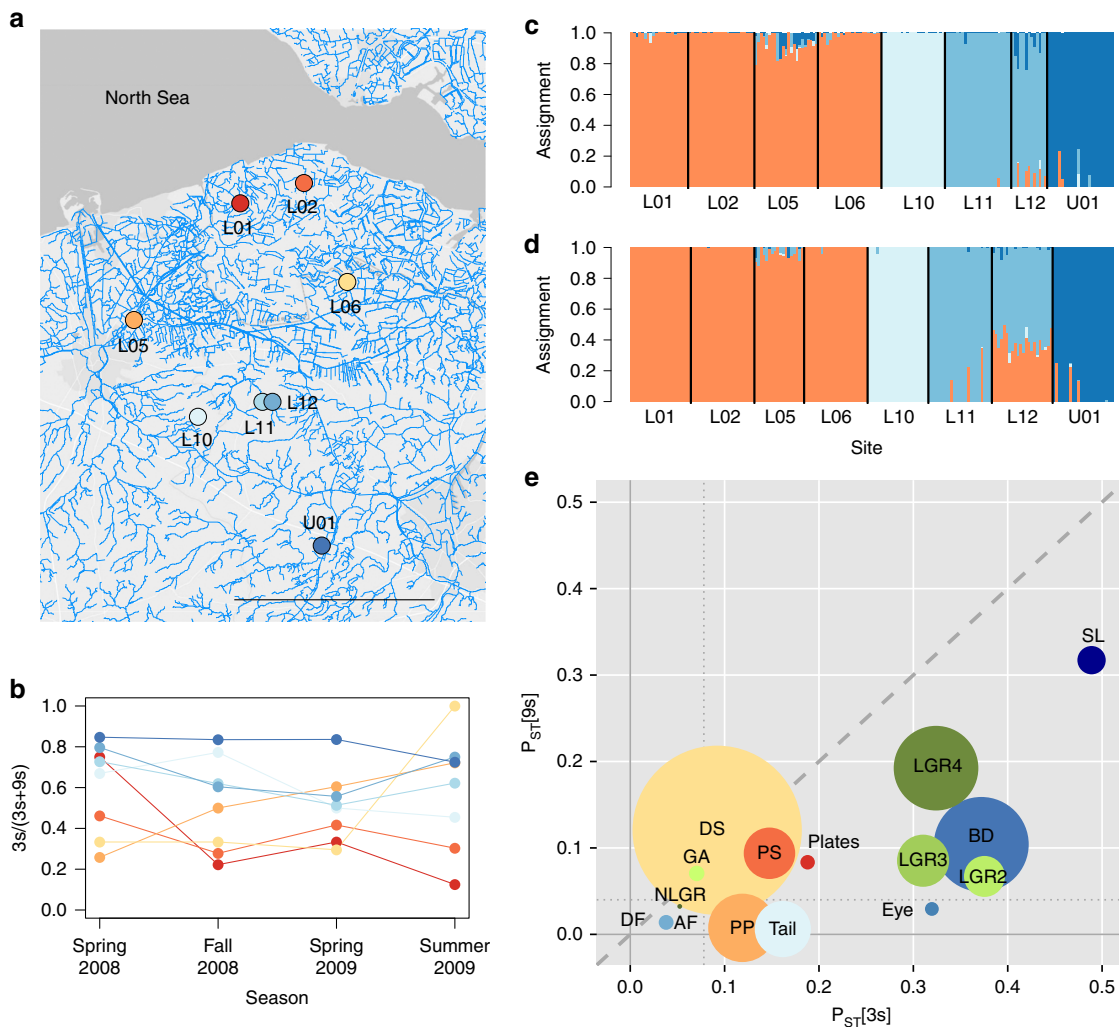 a
North Sea
L01
L02
L06
L05
L10
L11
L12
U01
b
3s/(3s+9s)
1.0
0.8
0.6
0.4
0.2
0.0
Spring 2008
Fall 2008
Spring 2009
Summer 2009
Season
c
Assignment
1.0
0.8
0.6
0.4
0.2
0.0
L01 L02 L05 L06 L10 L11 L12 U01
d
Assignment
1.0
0.8
0.6
0.4
0.2
0.0
L01 L02 L05 L06 L10 L11 L12 U01
Site
e
P_ST[9s]
0.5
0.4
0.3
0.2
0.1
0.0
SL
LGR4
BD
LGR3
LGR2
Eye
DS
GA
PS
Plates
NLGR
DF
AF
PP
Tail
0.0 0.1 0.2 0.3 0.4 0.5
P_ST[3s]